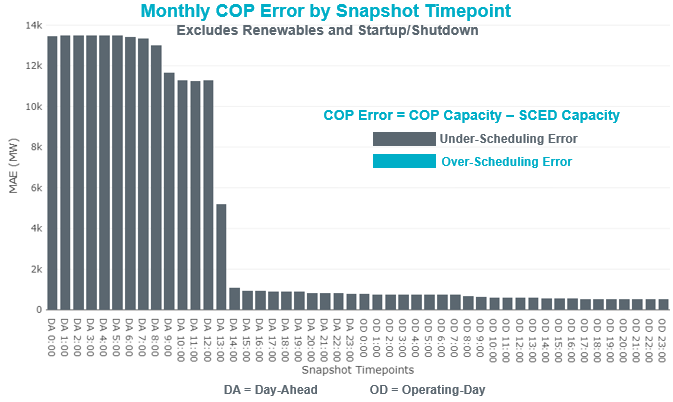 Monthly COP Error by Snapshot Timepoint
Excludes Renewables and Startup/Shutdown
14k
12k
10k
8k
6k
4k
2k
0
MAE (MW)
COP Error = COP Capacity – SCED Capacity
Under-Scheduling Error
Over-Scheduling Error
DA 0:00
DA 1:00
DA 2:00
DA 3:00
DA 4:00
DA 5:00
DA 6:00
DA 7:00
DA 8:00
DA 9:00
DA 10:00
DA 11:00
DA 12:00
DA 13:00
DA 14:00
DA 15:00
DA 16:00
DA 17:00
DA 18:00
DA 19:00
DA 20:00
DA 21:00
DA 22:00
DA 23:00
OD 0:00
OD 1:00
OD 2:00
OD 3:00
OD 4:00
OD 5:00
OD 6:00
OD 7:00
OD 8:00
OD 9:00
OD 10:00
OD 11:00
OD 12:00
OD 13:00
OD 14:00
OD 15:00
OD 16:00
OD 17:00
OD 18:00
OD 19:00
OD 20:00
OD 21:00
OD 22:00
OD 23:00
Snapshot Timepoints
DA = Day-Ahead
OD = Operating-Day